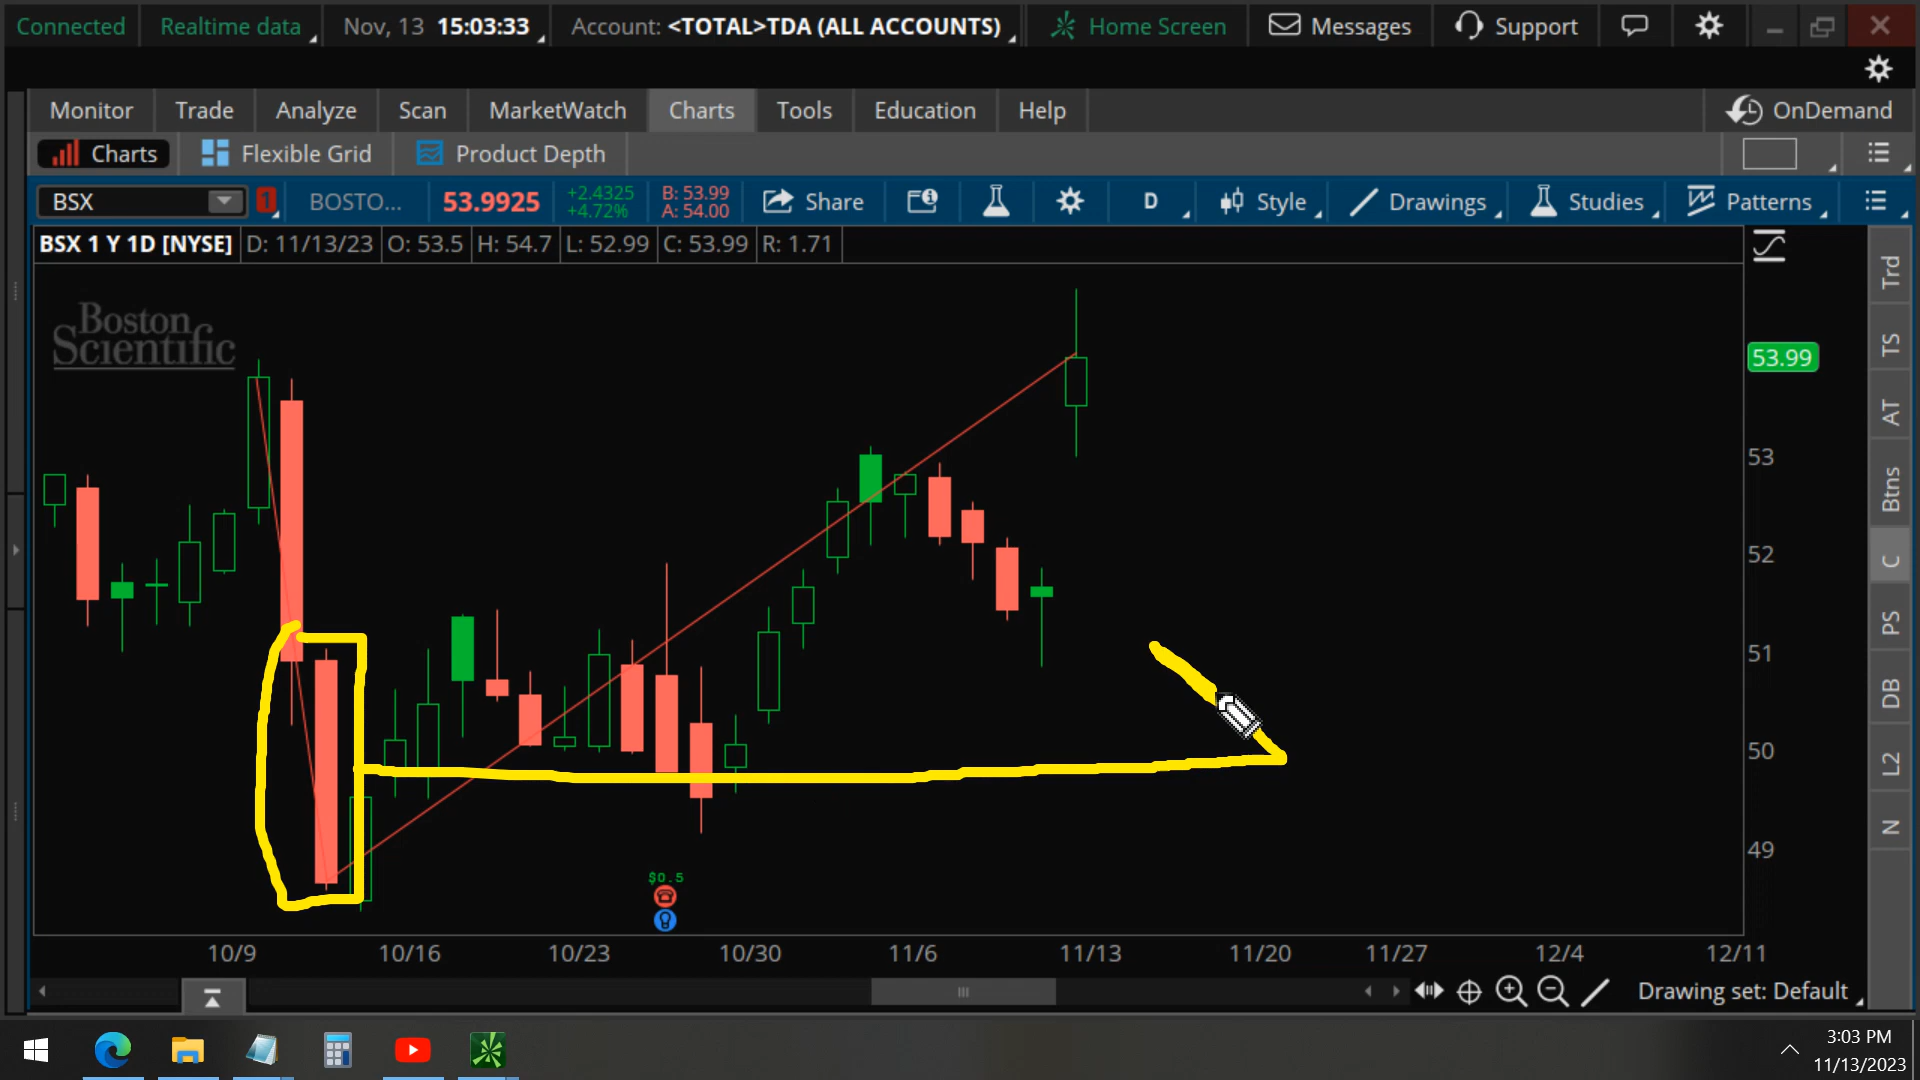 Connected Realtime data Nov, 13 15:03:33 Account: <TOTAL>TDA (ALL ACCOUNTS) Home Screen Messages Support
Monitor Trade Analyze Scan MarketWatch Charts Tools Education Help OnDemand
Charts Flexible Grid Product Depth
BSX 1 BOSTO... 53.9925 +2.4325 +4.72% B: 53.99 A: 54.00 Share D Style Drawings Studies Patterns
BSX 1 Y 1D [NYSE] D: 11/13/23 O: 53.5 H: 54.7 L: 52.99 C: 53.99 R: 1.71
Boston
Scientific
53.99
53
52
51
50
49
$0.5
10/9 10/16 10/23 10/30 11/6 11/13 11/20 11/27 12/4 12/11
Drawing set: Default
Trd
TS
AT
Btns
C
PS
DB
L2
N
3:03 PM
11/13/2023